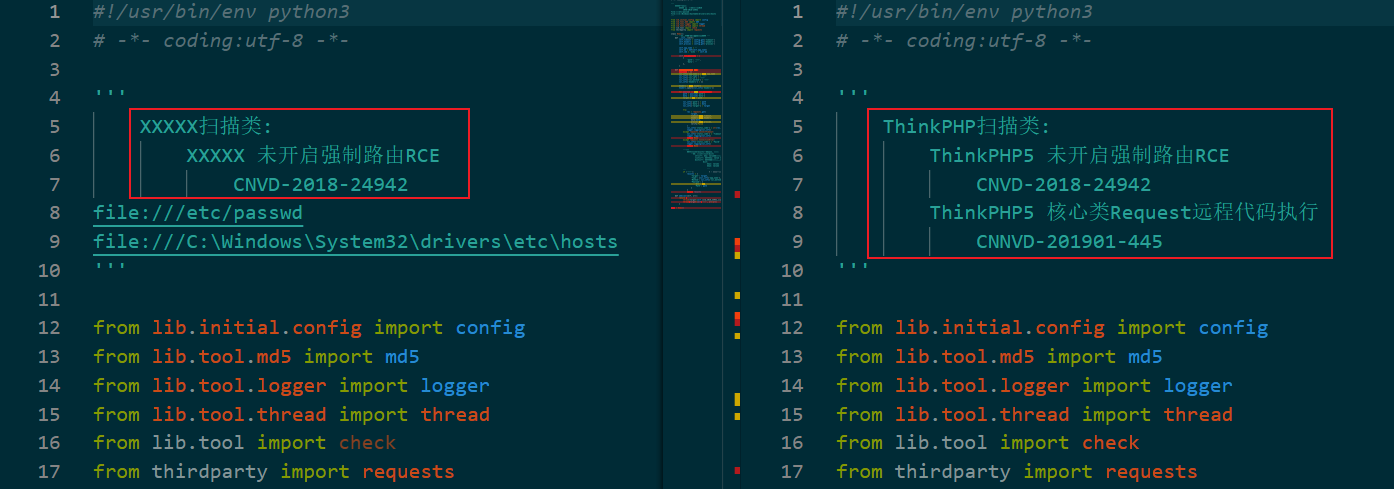 1 #!/usr/bin/env python3
2 # -*- coding:utf-8 -*-
3
4 '''
5 XXXXX扫描类:
6 XXXXX 未开启强制路由RCE
7 CNVD-2018-24942
8 file:///etc/passwd
9 file:///C:\Windows\System32\drivers\etc\hosts
10 '''
11
12 from lib.initial.config import config
13 from lib.tool.md5 import md5
14 from lib.tool.logger import logger
15 from lib.tool.thread import thread
16 from lib.tool import check
17 from thirdparty import requests
1 #!/usr/bin/env python3
2 # -*- coding:utf-8 -*-
3
4 '''
5 ThinkPHP扫描类:
6 ThinkPHP5 未开启强制路由RCE
7 CNVD-2018-24942
8 ThinkPHP5 核心类Request远程代码执行
9 CNNVD-201901-445
10 '''
11
12 from lib.initial.config import config
13 from lib.tool.md5 import md5
14 from lib.tool.logger import logger
15 from lib.tool.thread import thread
16 from lib.tool import check
17 from thirdparty import requests